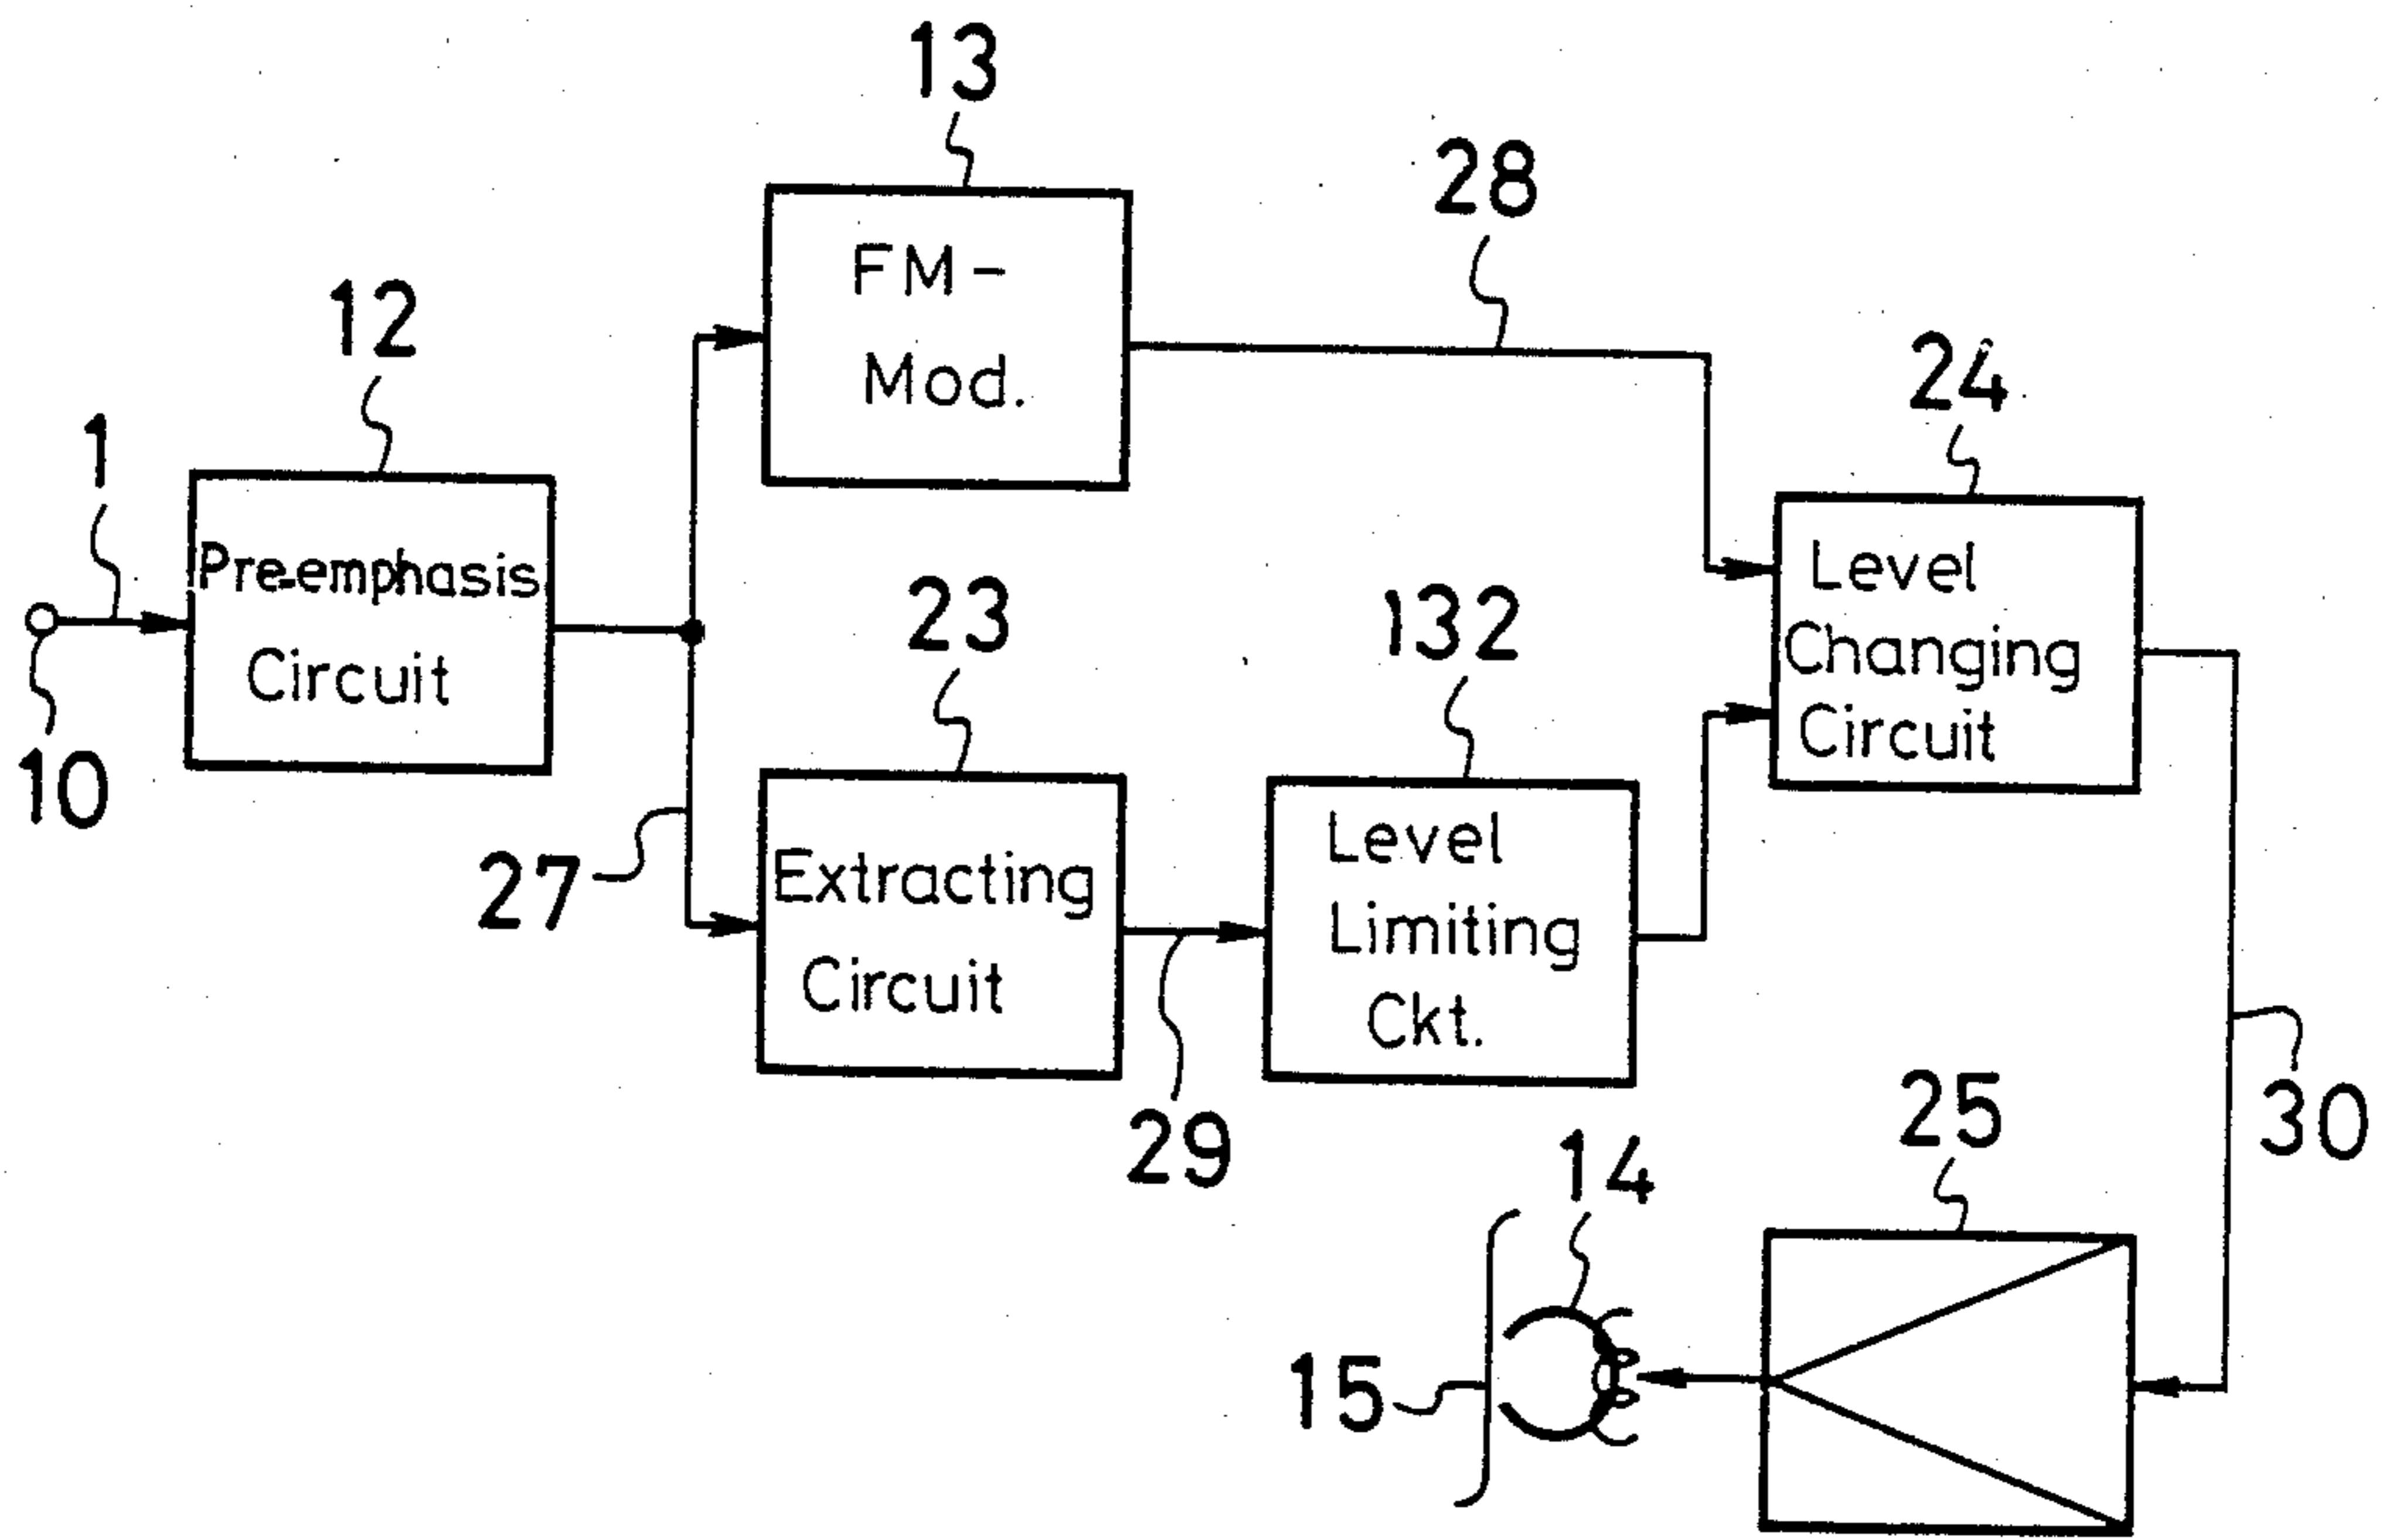 13
28
12
FM-
Mod.
24
1
Pre-emphasis
Circuit
10
23
132
Level
Changing
Circuit
27
Extracting
Circuit
Level
Limiting
Ckt.
29
30
25
14
15